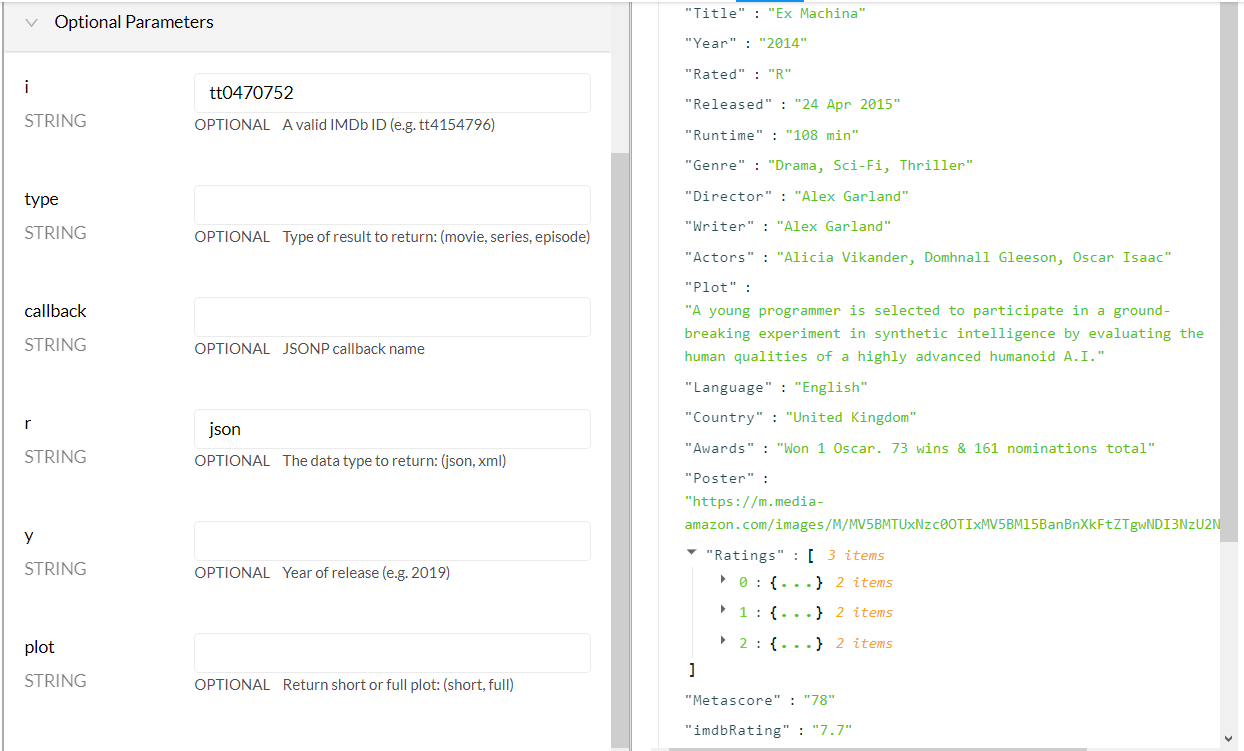 Optional Parameters
i
STRING
tt0470752
OPTIONAL A valid IMDb ID (e.g. tt4154796)
type
STRING
OPTIONAL Type of result to return: (movie, series, episode)
callback
STRING
OPTIONAL JSONP callback name
r
STRING
json
OPTIONAL The data type to return: (json, xml)
y
STRING
OPTIONAL Year of release (e.g. 2019)
plot
STRING
OPTIONAL Return short or full plot: (short, full)
"Title" : "Ex Machina"
"Year" : "2014"
"Rated" : "R"
"Released" : "24 Apr 2015"
"Runtime" : "108 min"
"Genre" : "Drama, Sci-Fi, Thriller"
"Director" : "Alex Garland"
"Writer" : "Alex Garland"
"Actors" : "Alicia Vikander, Domhnall Gleeson, Oscar Isaac"
"Plot" :
"A young programmer is selected to participate in a ground-
breaking experiment in synthetic intelligence by evaluating the
human qualities of a highly advanced humanoid A.I."
"Language" : "English"
"Country" : "United Kingdom"
"Awards" : "Won 1 Oscar. 73 wins & 161 nominations total"
"Poster" :
"https://m.media-
amazon.com/images/M/MV5BMTUxNzc0OTIxMV5BMl5BanBnXkFtZTgwNDI3NzU2N
"Ratings" : [ 3 items
0 : {...} 2 items
1 : {...} 2 items
2 : {...} 2 items
]
"Metascore" : "78"
"imdbRating" : "7.7"